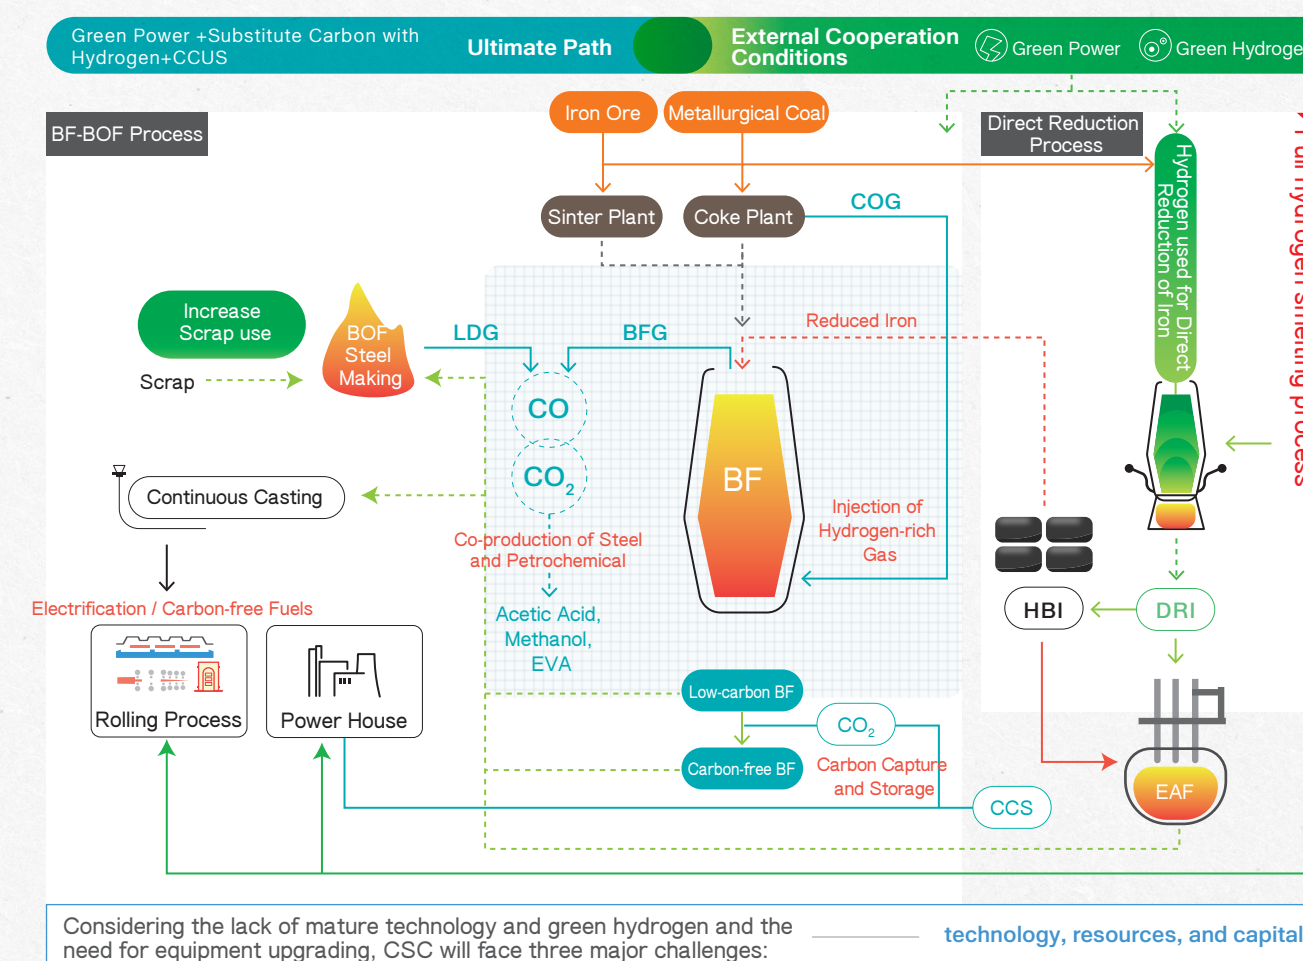 Green Power +Substitute Carbon with
Hydrogen+CCUS
Ultimate Path
External Cooperation
Conditions
Green Power
Green Hydroge
BF-BOF Process
Iron Ore
Metallurgical Coal
Direct Reduction
Process
Sinter Plant
Coke Plant
COG
Hydrogen used for Direct
Reduction of Iron
Full hydrogen smelting process
Increase
Scrap use
Scrap
BOF
Steel
Making
LDG
BFG
Reduced Iron
CO
CO₂
BF
Continuous Casting
Injection of
Hydrogen-rich
Gas
Co-production of Steel
and Petrochemical
Acetic Acid,
Methanol,
EVA
Electrification / Carbon-free Fuels
Rolling Process
Power House
HBI
DRI
Low-carbon BF
CO₂
Carbon-free BF
Carbon Capture
and Storage
CCS
EAF
Considering the lack of mature technology and green hydrogen and the
need for equipment upgrading, CSC will face three major challenges:
technology, resources, and capital